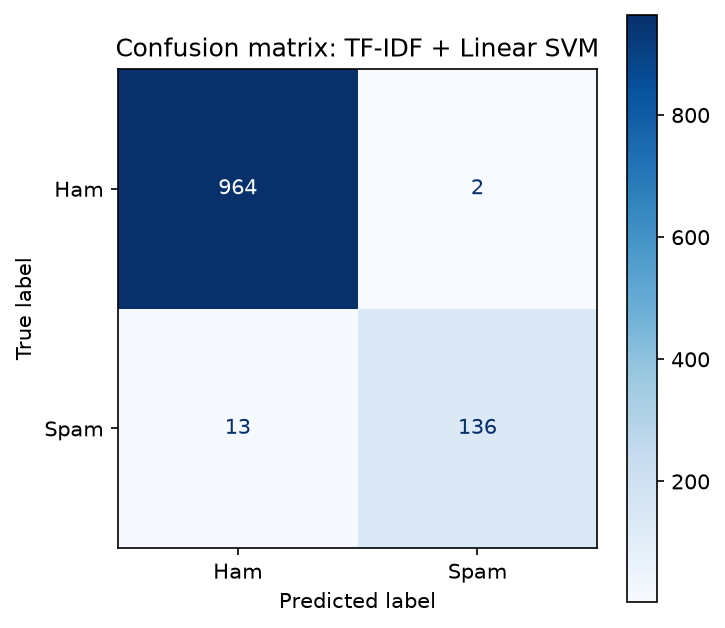 Confusion matrix: TF-IDF + Linear SVM
True label
Ham
964
2
Spam
13
136
Ham
Spam
Predicted label
800
600
400
200